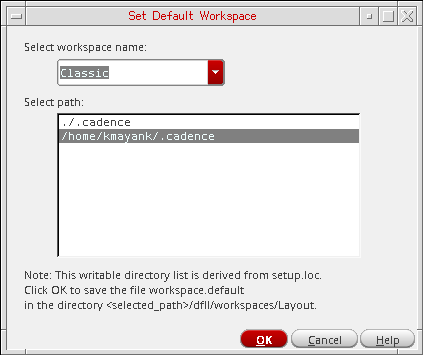 Set Default Workspace
Select workspace name:
Classic
Select path:
./.cadence
/home/kmayank/.cadence
Note: This writable directory list is derived from setup.loc.
Click OK to save the file workspace.default
in the directory <selected_path>/dfII/workspaces/Layout.
OK Cancel Help